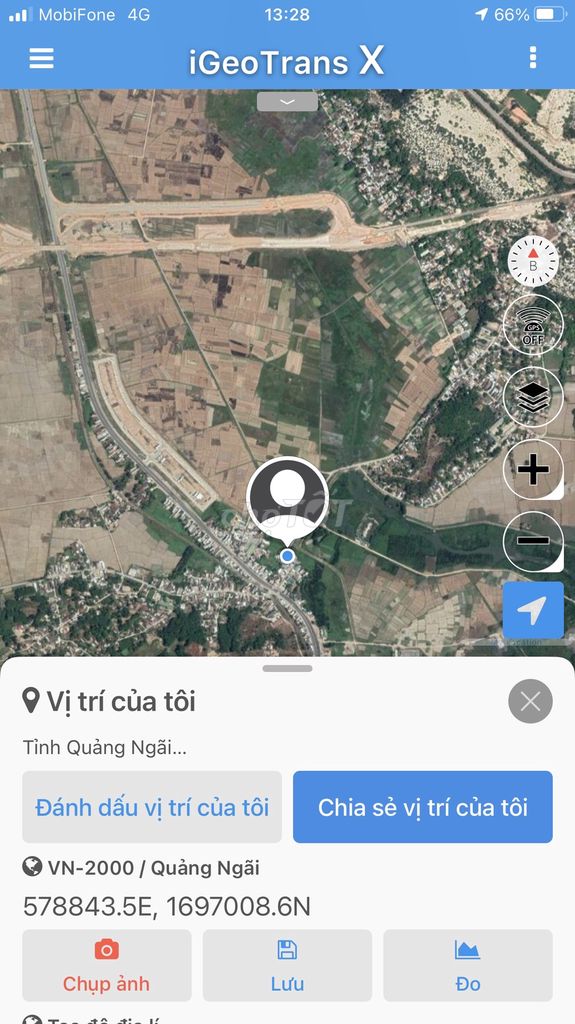 MobiFone 4G 13:28 66%
iGeoTrans X
B
GPS
OFF
Vị trí của tôi
Tỉnh Quảng Ngãi...
Đánh dấu vị trí của tôi
Chia sẻ vị trí của tôi
VN-2000 / Quảng Ngãi
578843.5E, 1697008.6N
Chụp ảnh
Lưu
Đo